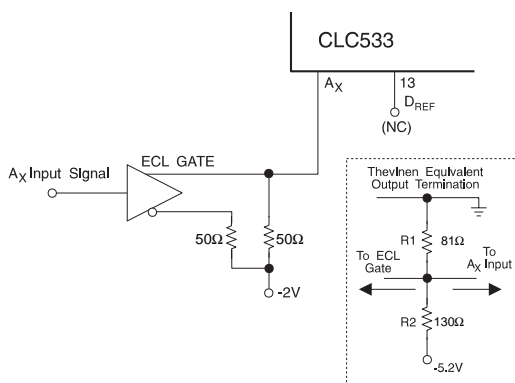 CLC533
AX
13
DREF
(NC)
ECL GATE
AX Input Signal
50Ω
50Ω
-2V
Thevinen Equivalent
Output Termination
R1 81Ω
To ECL
Gate
To
AX Input
R2 130Ω
-5.2V